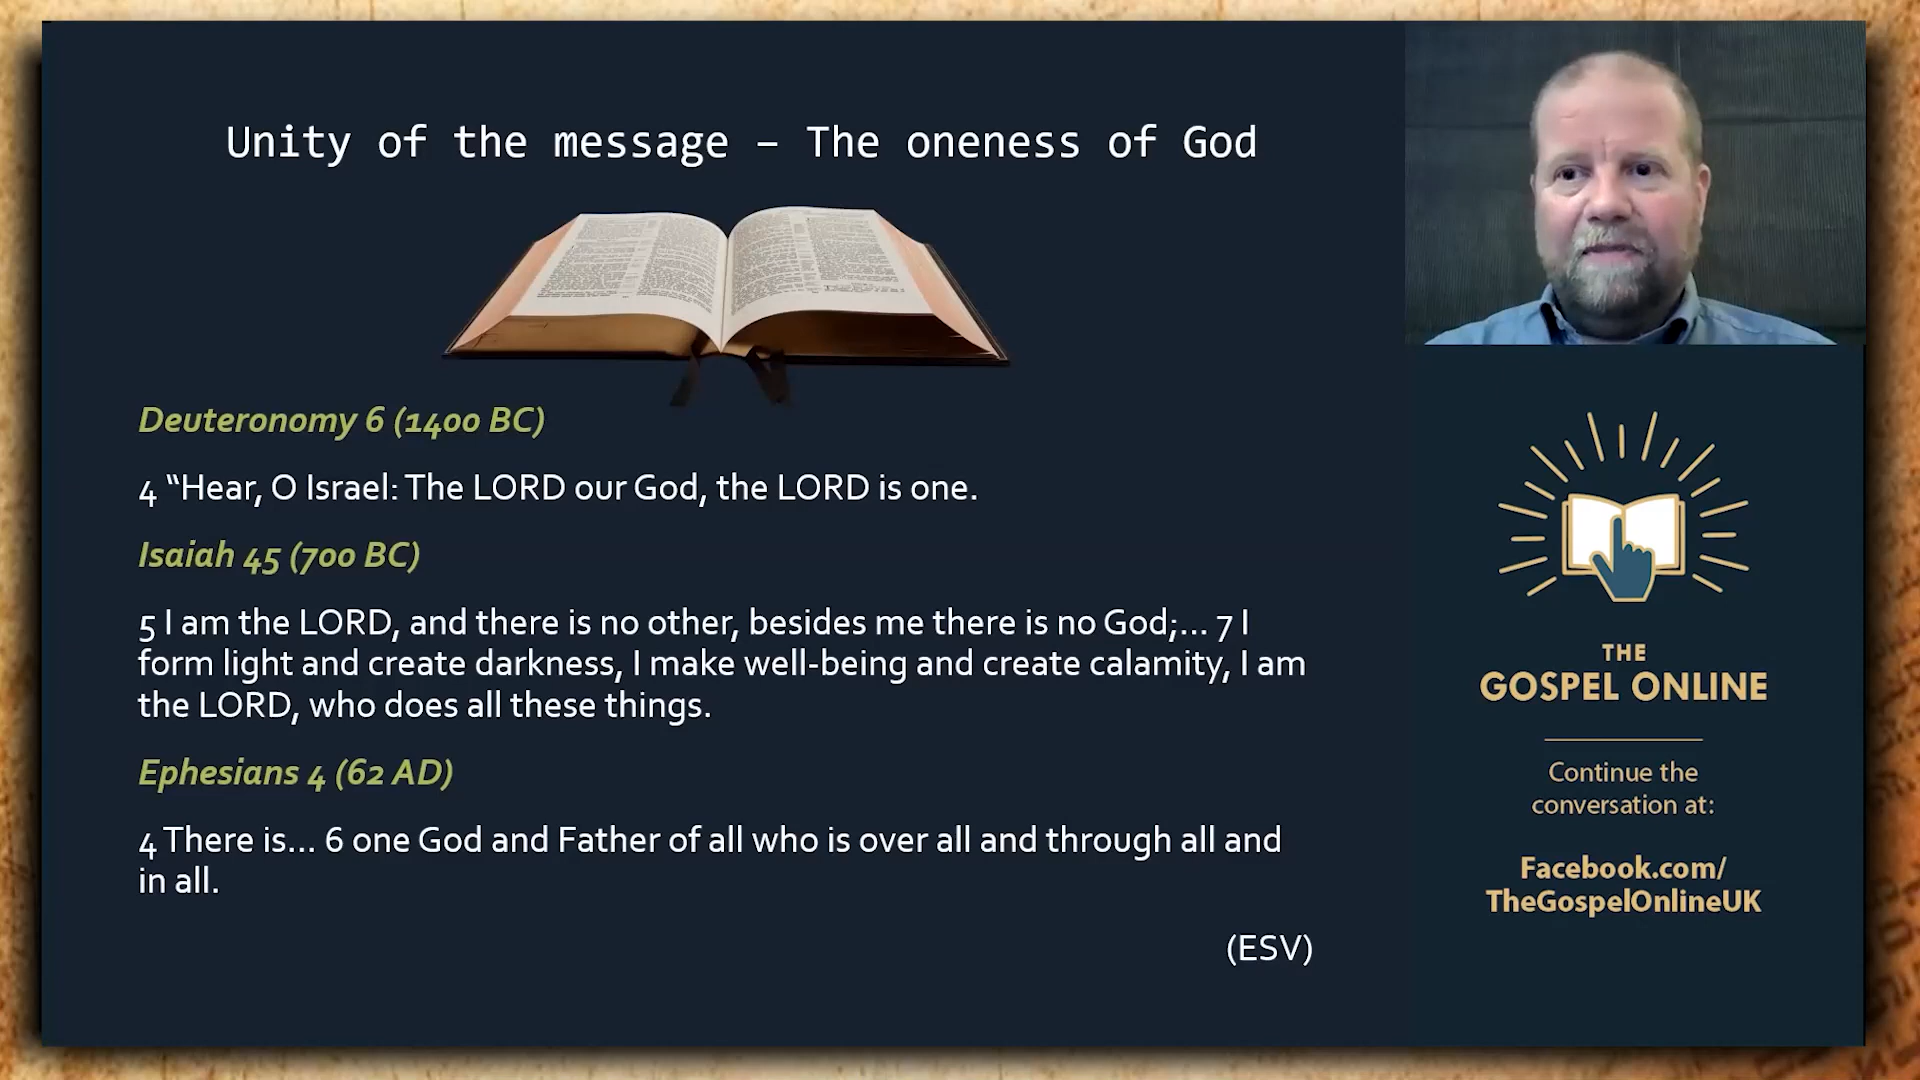 Unity of the message – The oneness of God
Deuteronomy 6 (1400 BC)
4 “Hear, O Israel: The LORD our God, the LORD is one.
Isaiah 45 (700 BC)
5 I am the LORD, and there is no other, besides me there is no God;... 7 I
form light and create darkness, I make well-being and create calamity, I am
the LORD, who does all these things.
Ephesians 4 (62 AD)
4 There is... 6 one God and Father of all who is over all and through all and
in all.
(ESV)
THE
GOSPEL ONLINE
Continue the
conversation at:
Facebook.com/
TheGospelOnlineUK